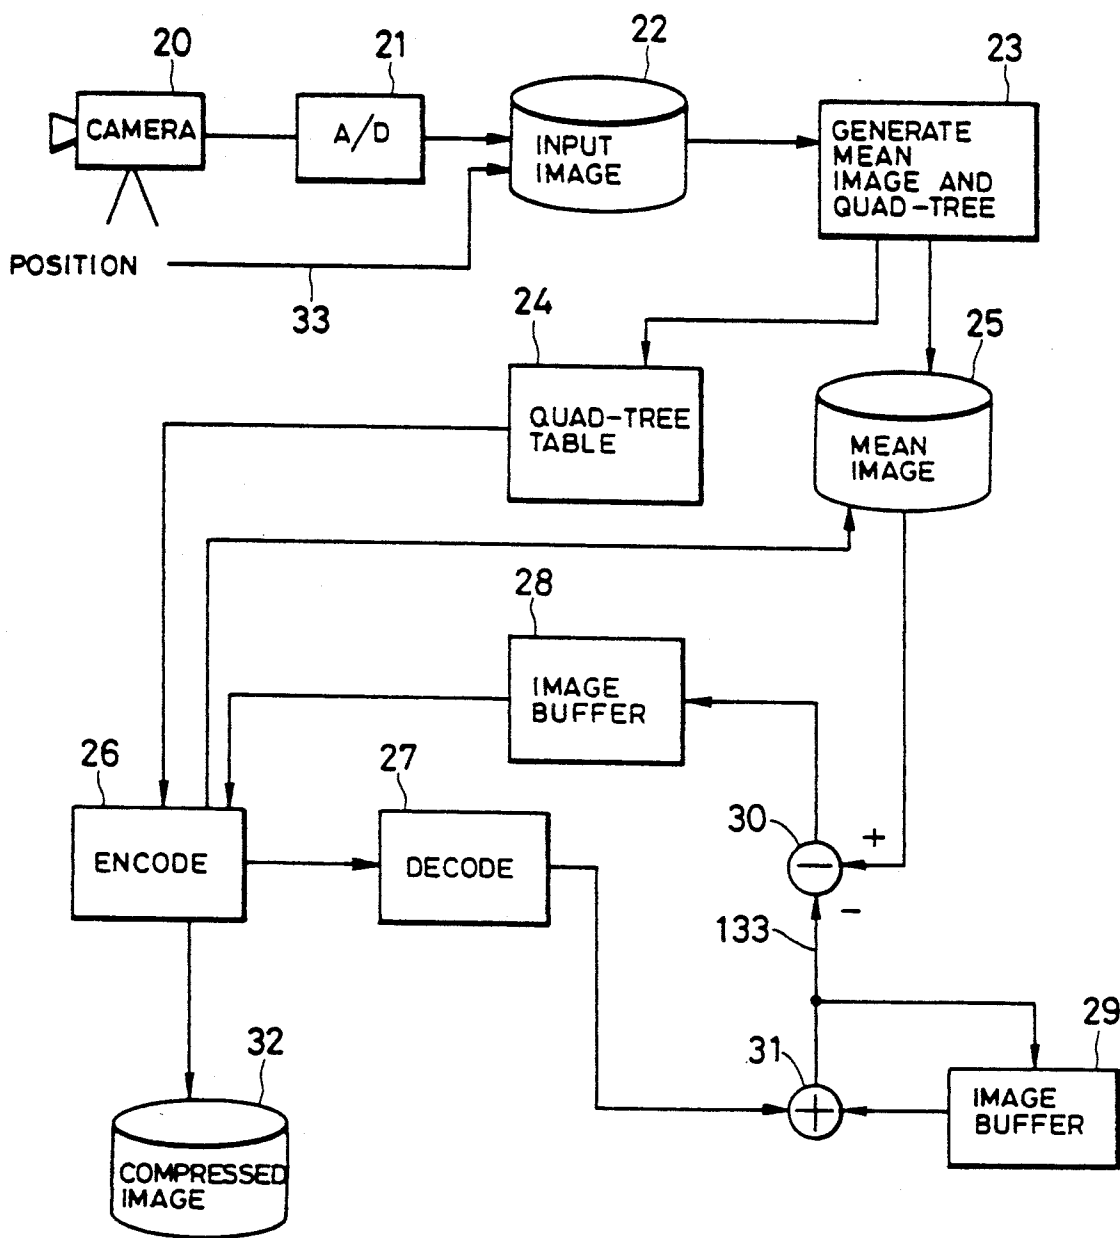 20
21
22
23
CAMERA
A/D
INPUT
IMAGE
GENERATE
MEAN
IMAGE AND
QUAD-TREE
POSITION
33
24
25
QUAD-TREE
TABLE
MEAN
IMAGE
28
IMAGE
BUFFER
26
27
30
+
ENCODE
DECODE
−
−
133
32
31
29
+
IMAGE
BUFFER
COMPRESSED
IMAGE